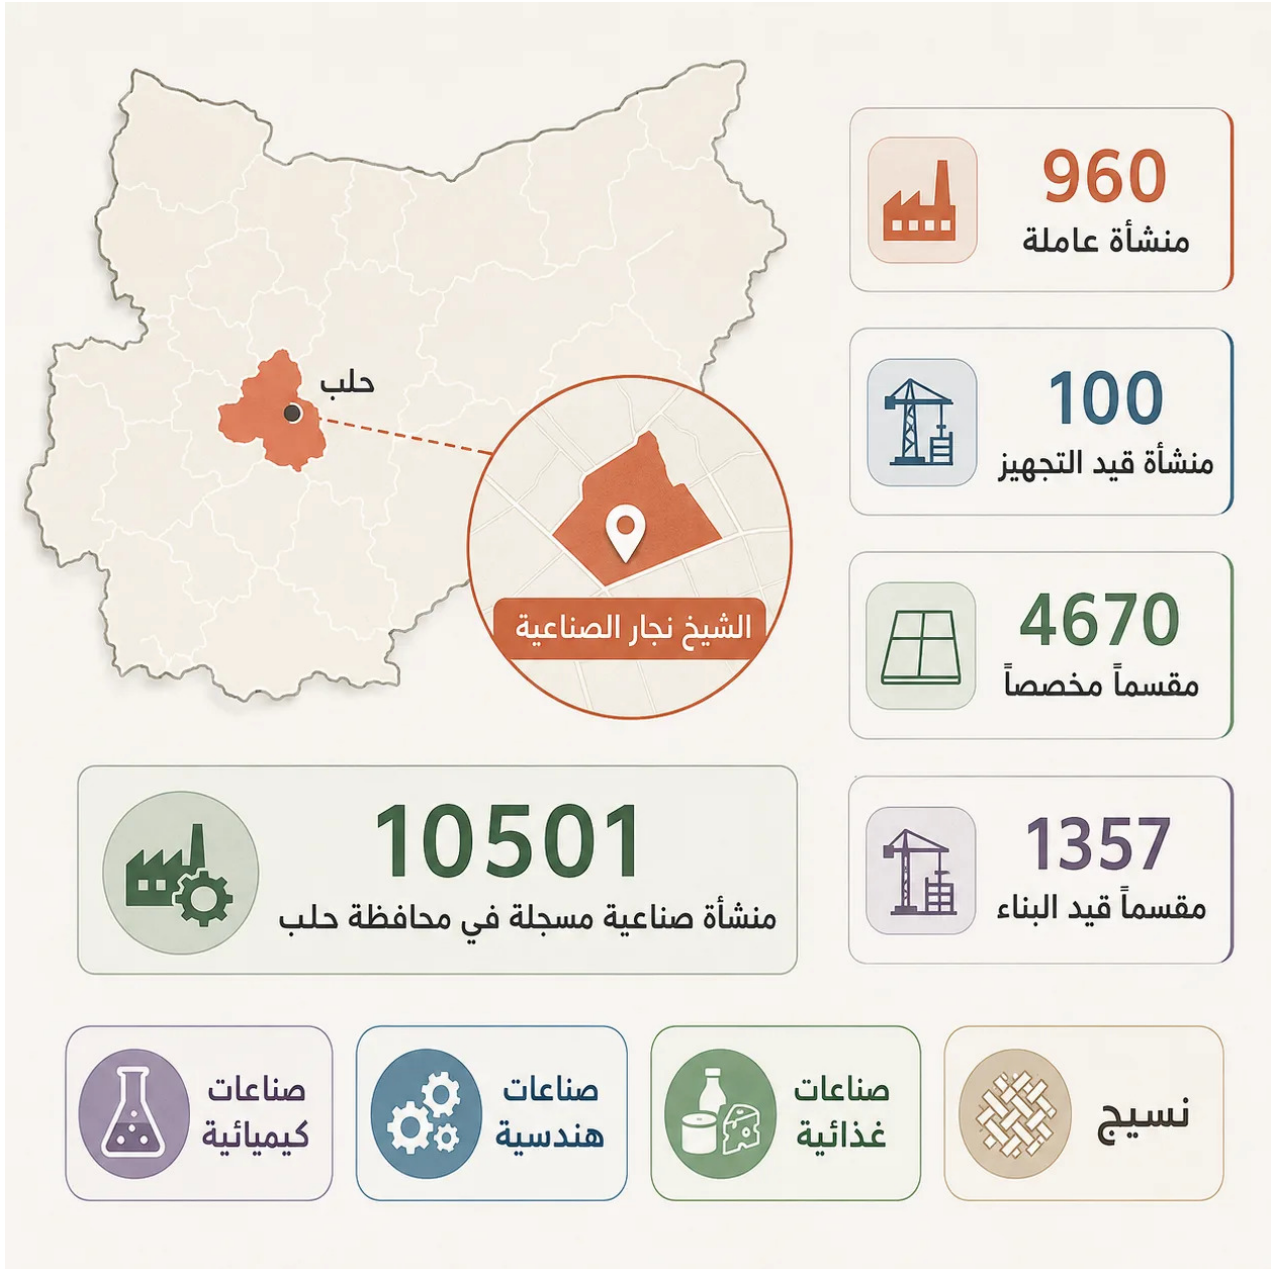 حلب
الشيخ نجار الصناعية
960
منشأة عاملة
100
منشأة قيد التجهيز
4670
مقسماً مخصصاً
1357
مقسماً قيد البناء
10501
منشأة صناعية مسجلة في محافظة حلب
نسيج
صناعات
غذائية
صناعات
هندسية
صناعات
كيميائية